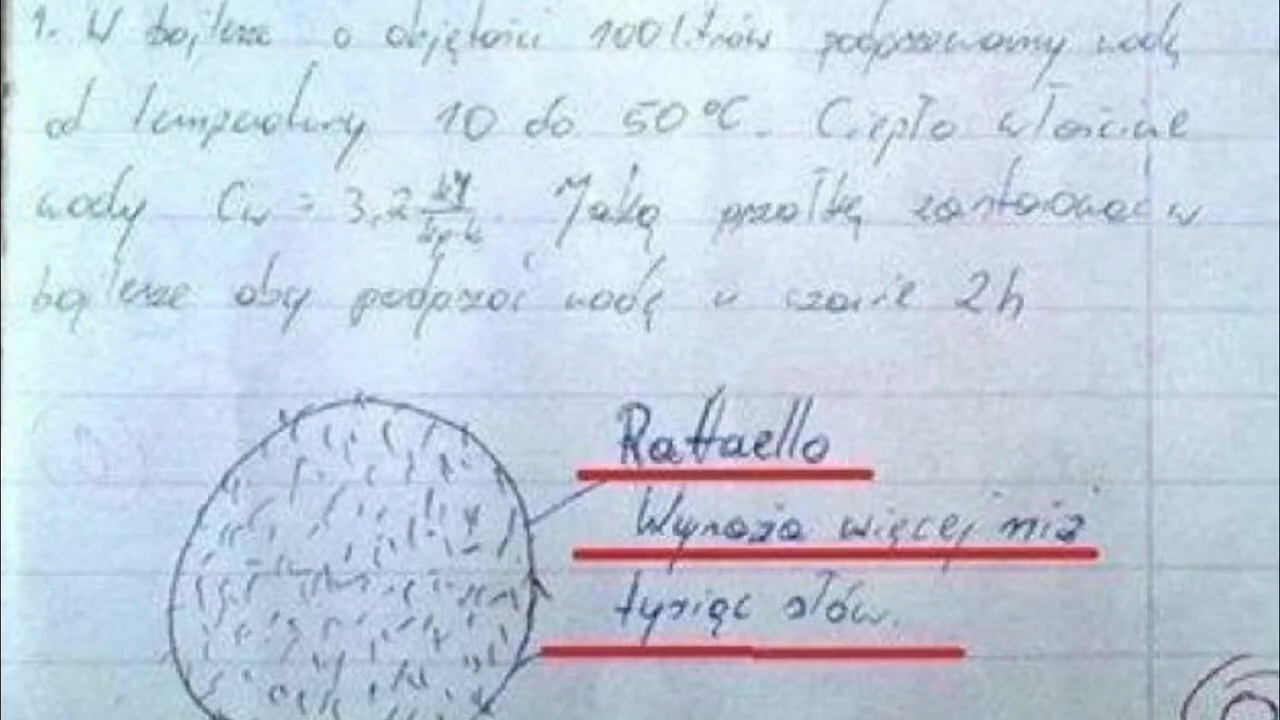 1. W bojlerze o objętości 100 litrów podgrzewamy wodę
od temperatury 10 do 50°C. Ciepło właściwe
wody Cw = 3,2 kJ/kg·K. Jaką grzałkę zastosować w
bojlerze aby podgrzać wodę w czasie 2h
Raffaello
Wyraża więcej niż
tysiąc słów.